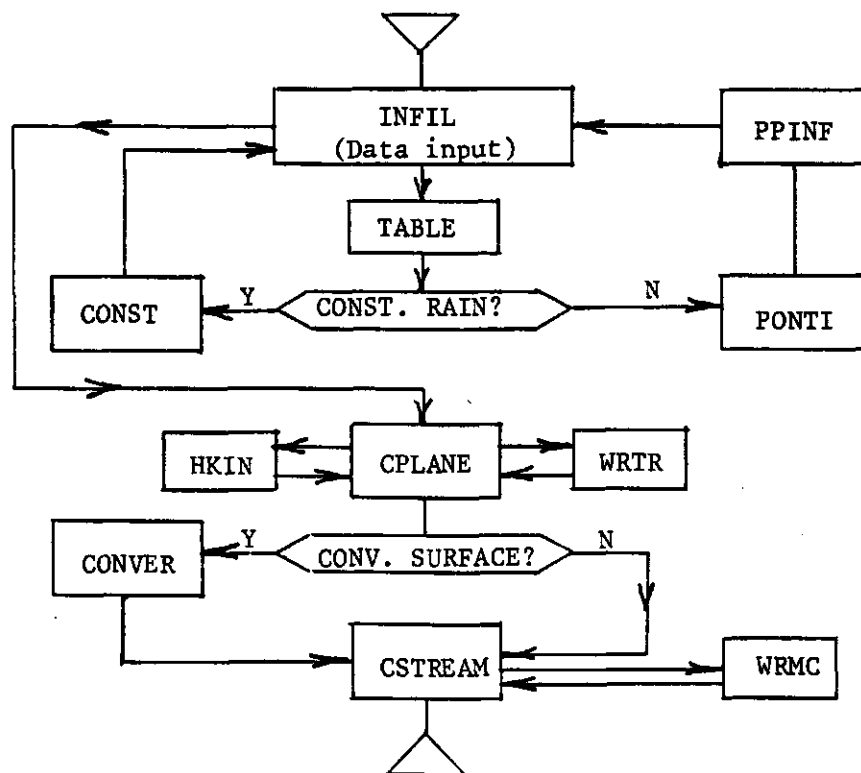 INFIL
(Data input)
PPINF
TABLE
CONST
Y
CONST. RAIN?
N
PONTI
HKIN
CPLANE
WRTR
CONVER
Y
CONV. SURFACE?
N
CSTREAM
WRMC